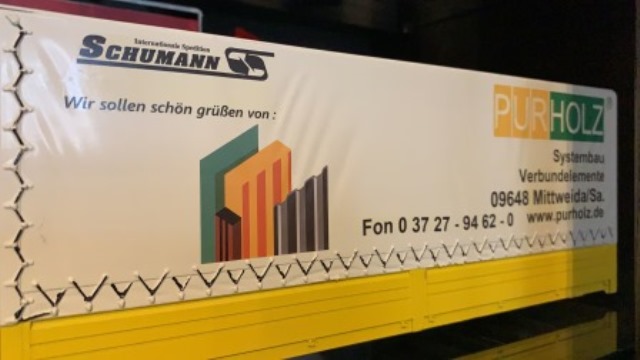 Internationale Spedition
SCHUMANN
Wir sollen schön grüßen von :
PURHOLZ®
Systembau
Verbundelemente
09648 Mittweida/Sa.
Fon 0 37 27 - 94 62 - 0 www.purholz.de